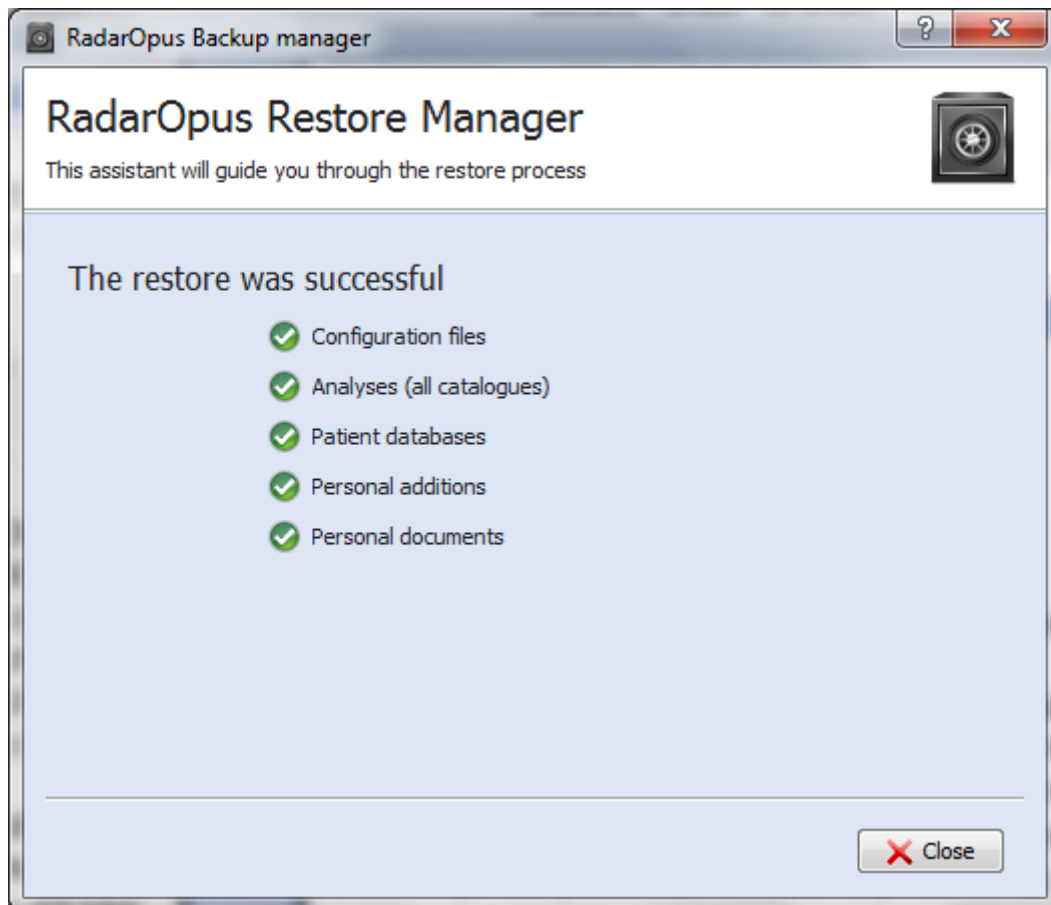 RadarOpus Backup manager
RadarOpus Restore Manager
This assistant will guide you through the restore process
The restore was successful
Configuration files
Analyses (all catalogues)
Patient databases
Personal additions
Personal documents
Close